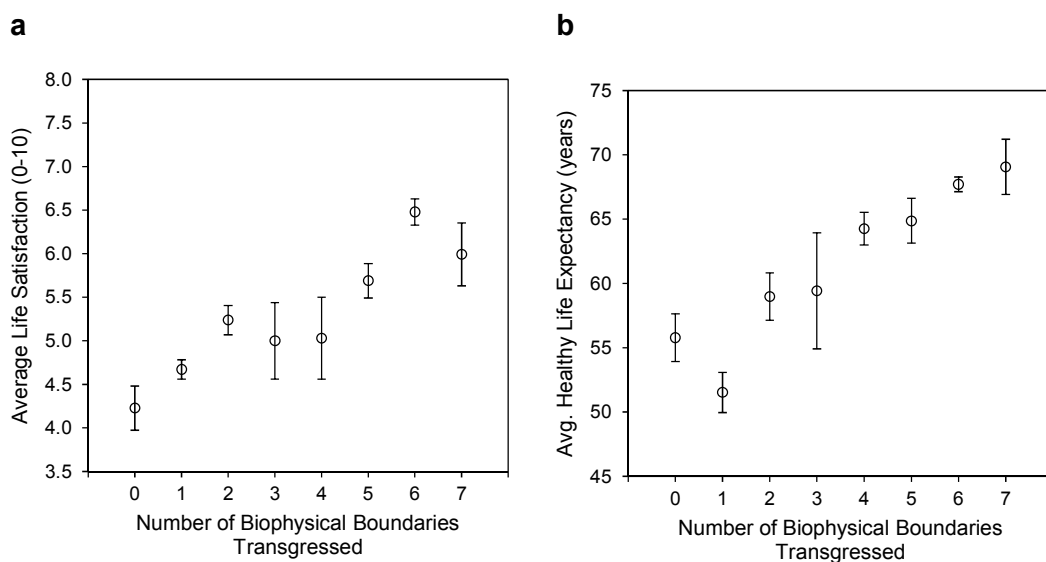 a
8.0
7.5
7.0
6.5
6.0
5.5
5.0
4.5
4.0
3.5
Average Life Satisfaction (0-10)
0 1 2 3 4 5 6 7
Number of Biophysical Boundaries
Transgressed
b
75
70
65
60
55
50
45
Avg. Healthy Life Expectancy (years)
0 1 2 3 4 5 6 7
Number of Biophysical Boundaries
Transgressed